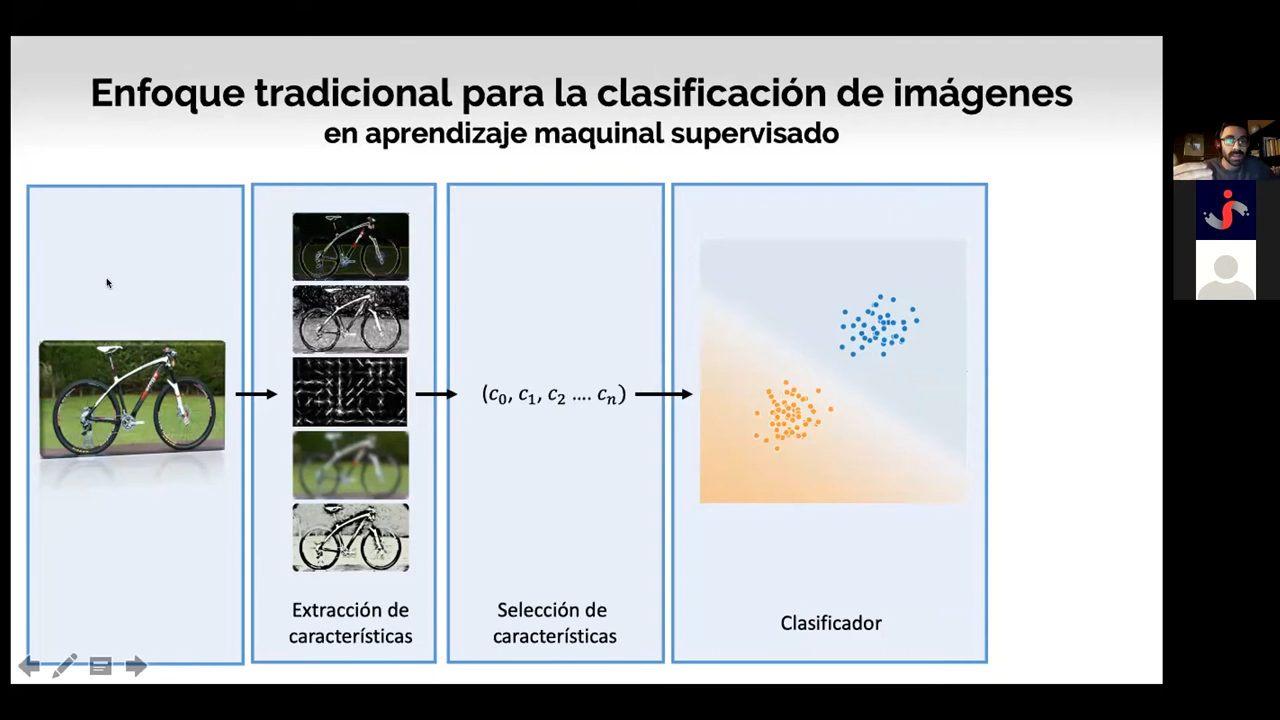 Enfoque tradicional para la clasificación de imágenes
en aprendizaje maquinal supervisado
(c₀, c₁, c₂ .... cₙ)
Extracción de
características
Selección de
características
Clasificador